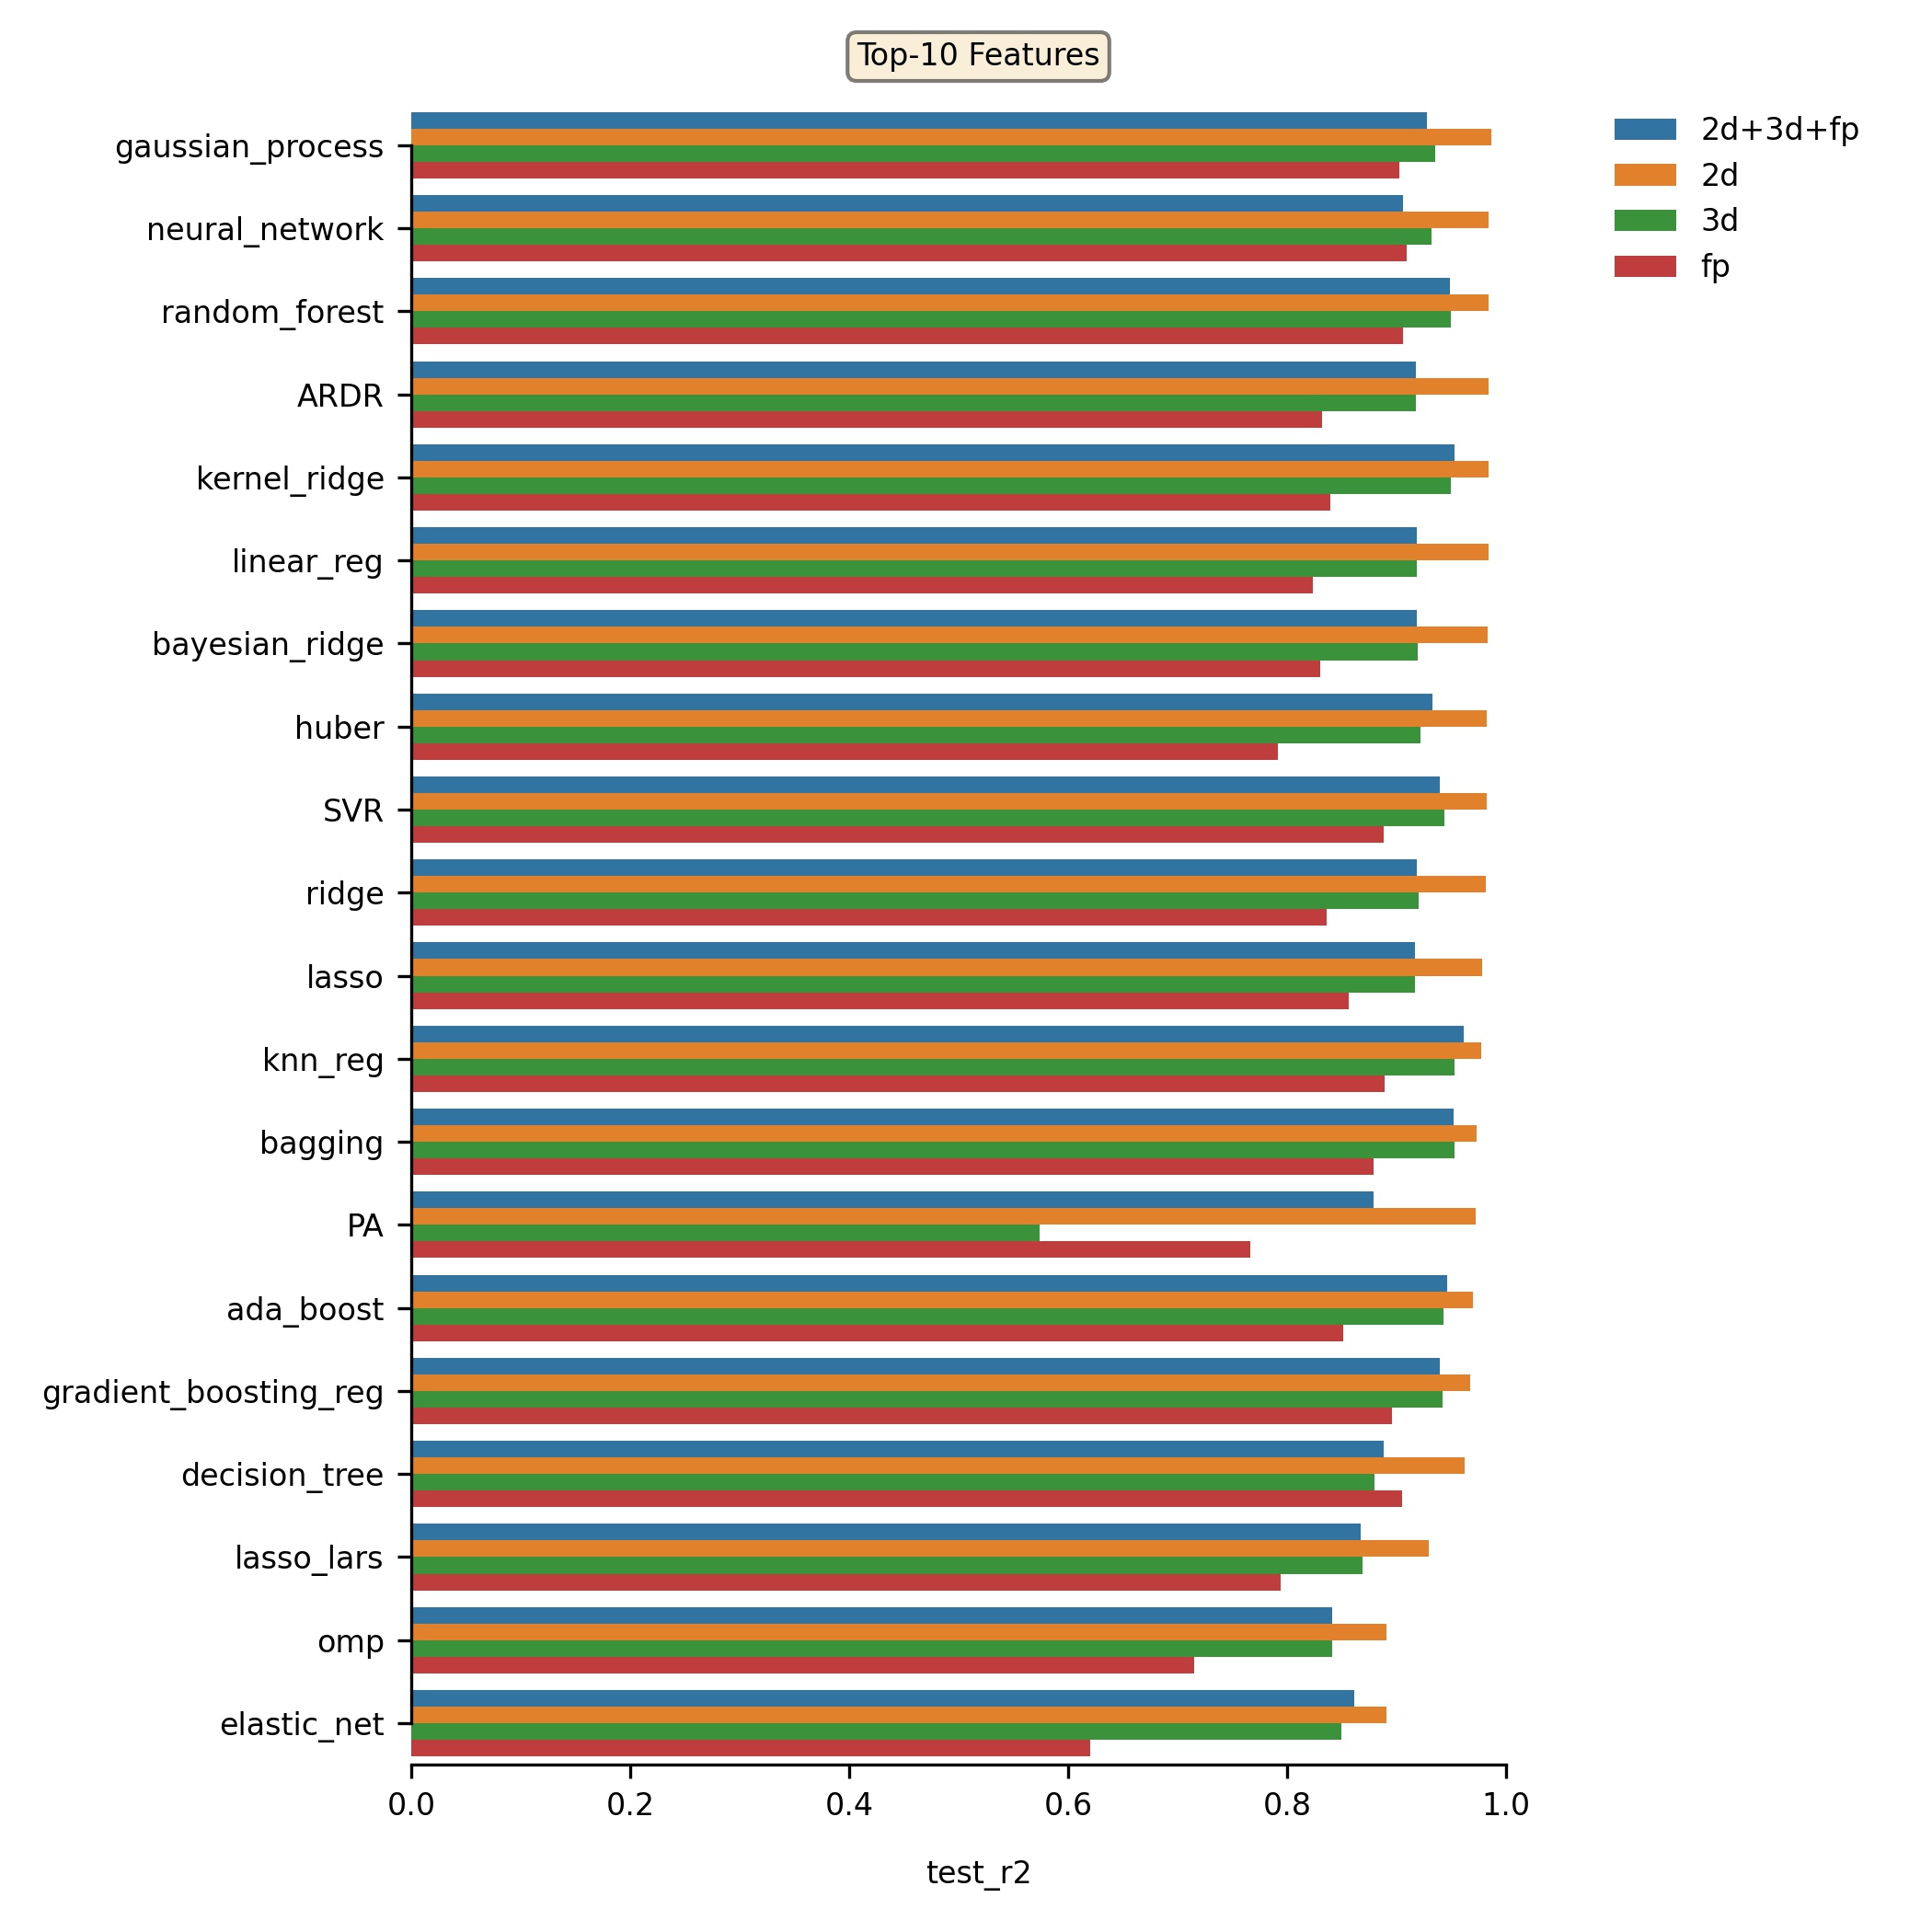 Top-10 Features
gaussian_process
neural_network
random_forest
ARDR
kernel_ridge
linear_reg
bayesian_ridge
huber
SVR
ridge
lasso
knn_reg
bagging
PA
ada_boost
gradient_boosting_reg
decision_tree
lasso_lars
omp
elastic_net
0.0 0.2 0.4 0.6 0.8 1.0
test_r2
2d+3d+fp
2d
3d
fp